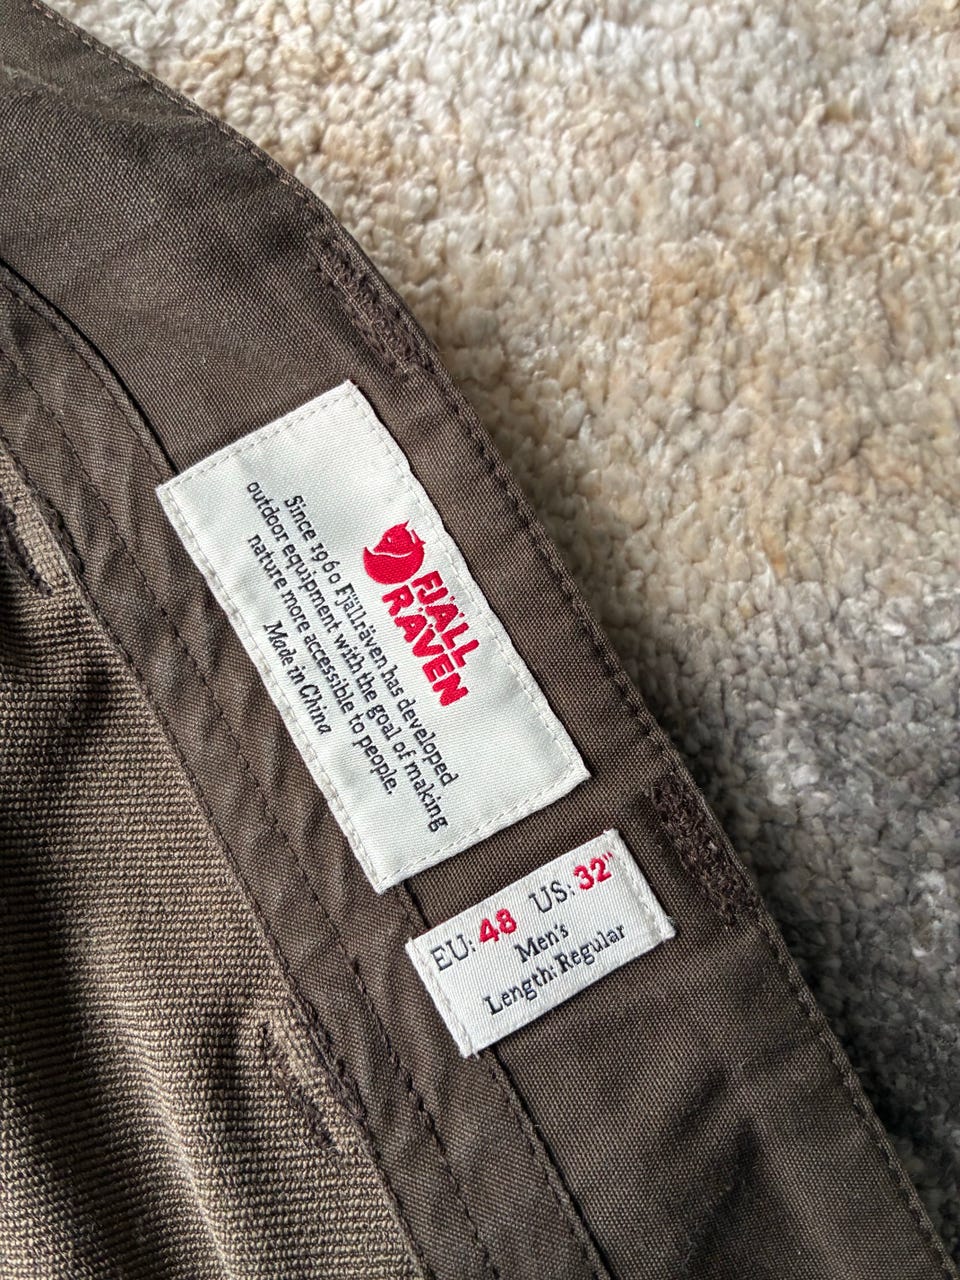 FJÄLL
RÄVEN
Since 1960 Fjällräven has developed
outdoor equipment with the goal of making
nature more accessible to people.
Made in China
EU: 48 US: 32"
Men's
Length: Regular